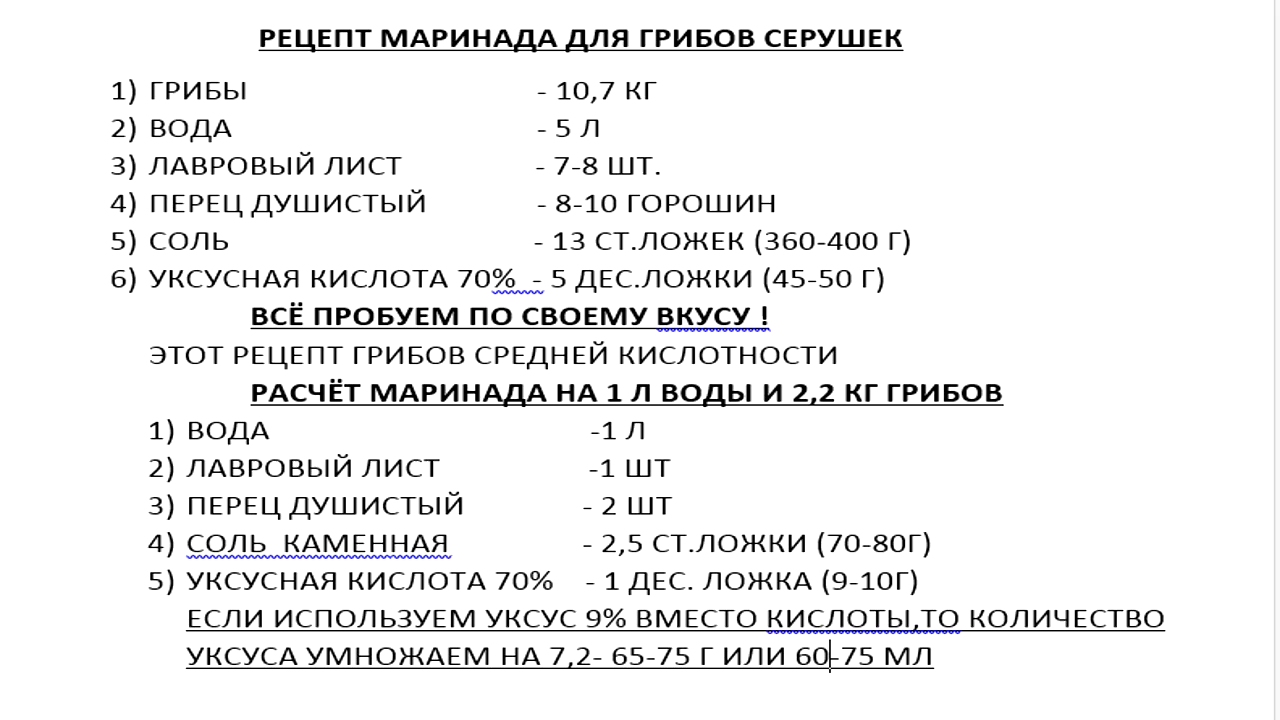 РЕЦЕПТ МАРИНАДА ДЛЯ ГРИБОВ СЕРУШЕК
1) ГРИБЫ - 10,7 КГ
2) ВОДА - 5 Л
3) ЛАВРОВЫЙ ЛИСТ - 7-8 ШТ.
4) ПЕРЕЦ ДУШИСТЫЙ - 8-10 ГОРОШИН
5) СОЛЬ - 13 СТ.ЛОЖЕК (360-400 Г)
6) УКСУСНАЯ КИСЛОТА 70% - 5 ДЕС.ЛОЖКИ (45-50 Г)
ВСЁ ПРОБУЕМ ПО СВОЕМУ ВКУСУ !
ЭТОТ РЕЦЕПТ ГРИБОВ СРЕДНЕЙ КИСЛОТНОСТИ
РАСЧЁТ МАРИНАДА НА 1 Л ВОДЫ И 2,2 КГ ГРИБОВ
1) ВОДА -1 Л
2) ЛАВРОВЫЙ ЛИСТ -1 ШТ
3) ПЕРЕЦ ДУШИСТЫЙ - 2 ШТ
4) СОЛЬ КАМЕННАЯ - 2,5 СТ.ЛОЖКИ (70-80Г)
5) УКСУСНАЯ КИСЛОТА 70% - 1 ДЕС. ЛОЖКА (9-10Г)
ЕСЛИ ИСПОЛЬЗУЕМ УКСУС 9% ВМЕСТО КИСЛОТЫ,ТО КОЛИЧЕСТВО
УКСУСА УМНОЖАЕМ НА 7,2- 65-75 Г ИЛИ 60-75 МЛ